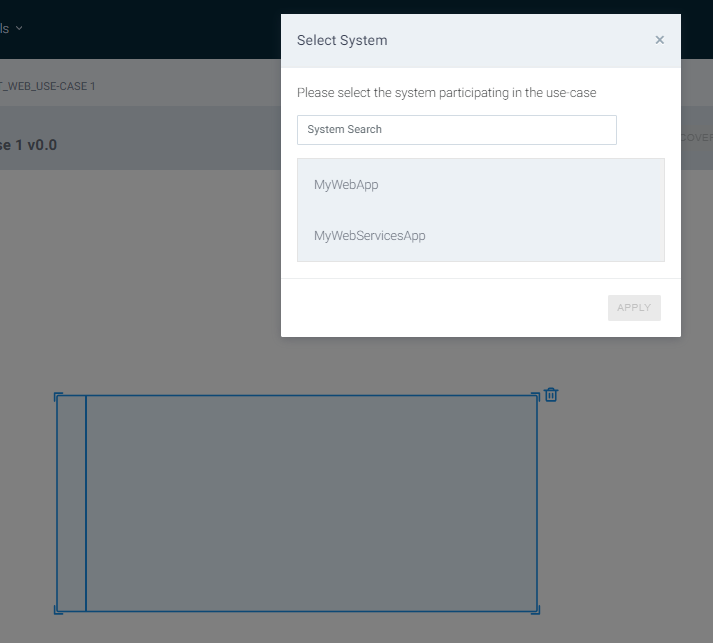 ls
Select System
×
T_WEB_USE-CASE 1
Please select the system participating in the use-case
System Search
se 1 v0.0
COVER
MyWebApp
MyWebServicesApp
APPLY